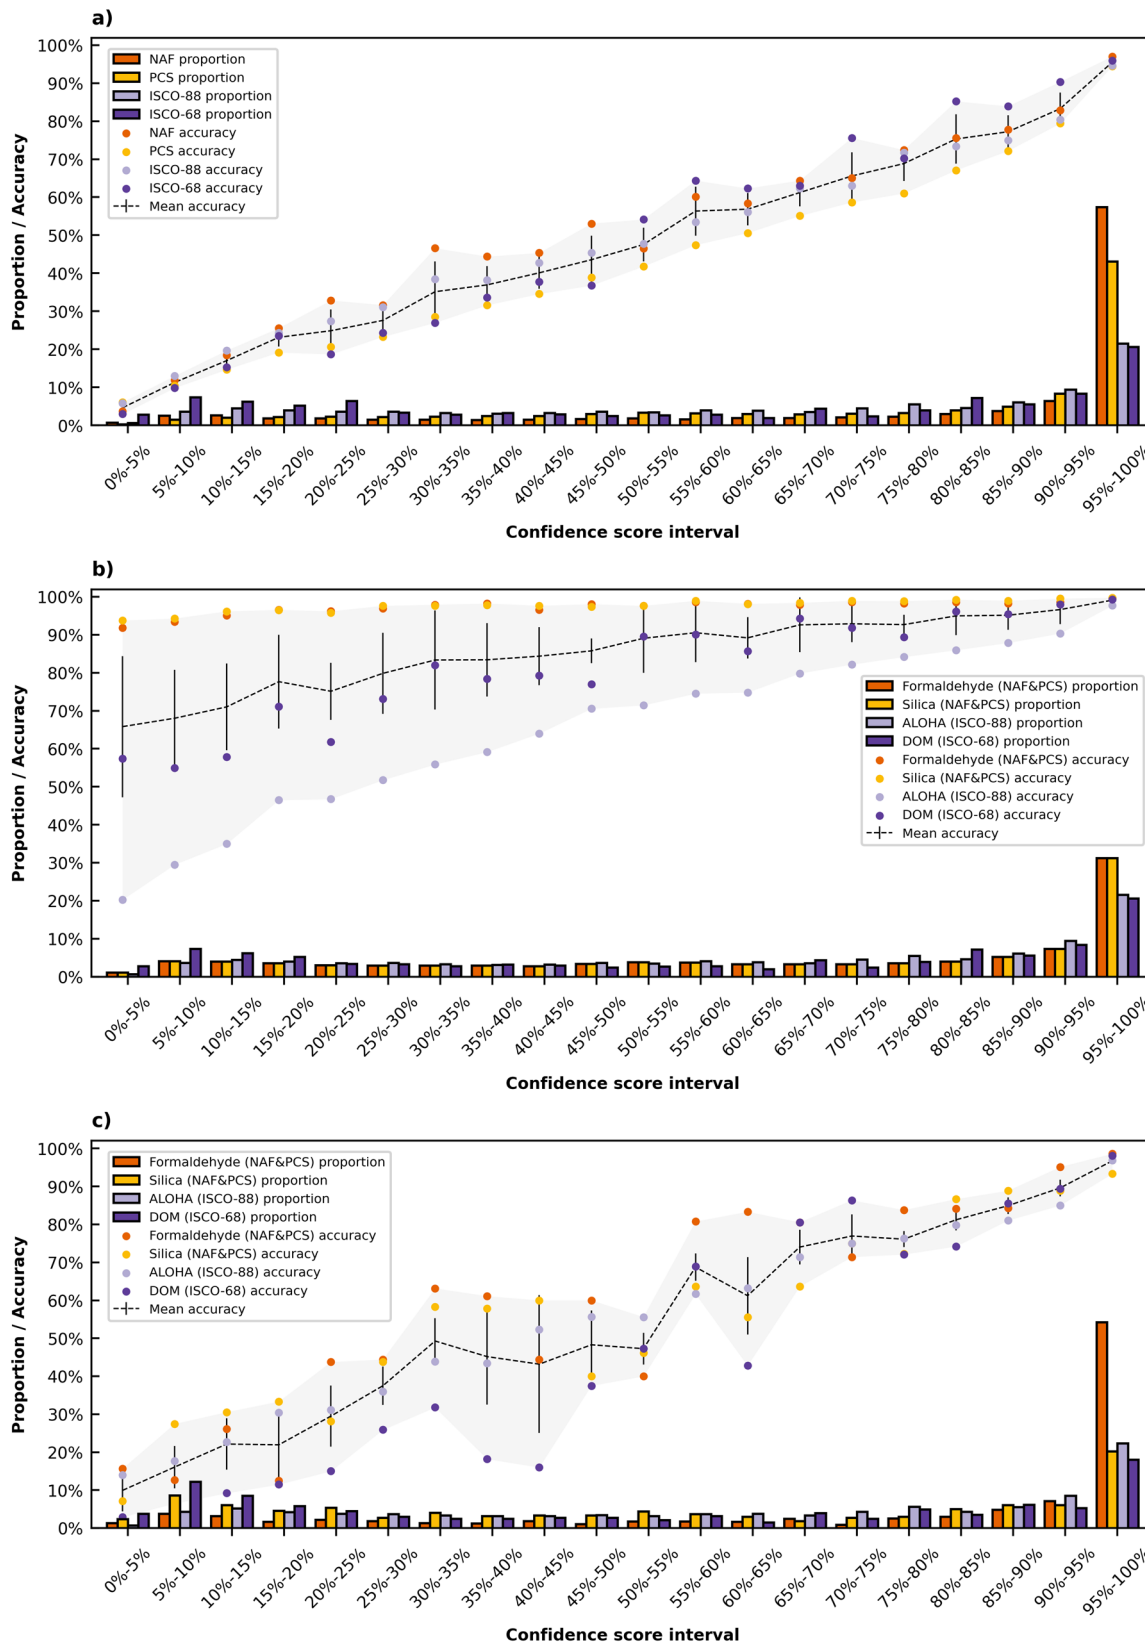 a)
100%
90%
80%
70%
60%
50%
40%
30%
20%
10%
0%
Proportion / Accuracy
NAF proportion
PCS proportion
ISCO-88 proportion
ISCO-68 proportion
NAF accuracy
PCS accuracy
ISCO-88 accuracy
ISCO-68 accuracy
Mean accuracy
0%-5%
5%-10%
10%-15%
15%-20%
20%-25%
25%-30%
30%-35%
35%-40%
40%-45%
45%-50%
50%-55%
55%-60%
60%-65%
65%-70%
70%-75%
75%-80%
80%-85%
85%-90%
90%-95%
95%-100%
Confidence score interval
b)
100%
90%
80%
70%
60%
50%
40%
30%
20%
10%
0%
Proportion / Accuracy
Formaldehyde (NAF&PCS) proportion
Silica (NAF&PCS) proportion
ALOHA (ISCO-88) proportion
DOM (ISCO-68) proportion
Formaldehyde (NAF&PCS) accuracy
Silica (NAF&PCS) accuracy
ALOHA (ISCO-88) accuracy
DOM (ISCO-68) accuracy
Mean accuracy
0%-5%
5%-10%
10%-15%
15%-20%
20%-25%
25%-30%
30%-35%
35%-40%
40%-45%
45%-50%
50%-55%
55%-60%
60%-65%
65%-70%
70%-75%
75%-80%
80%-85%
85%-90%
90%-95%
95%-100%
Confidence score interval
c)
100%
90%
80%
70%
60%
50%
40%
30%
20%
10%
0%
Proportion / Accuracy
Formaldehyde (NAF&PCS) proportion
Silica (NAF&PCS) proportion
ALOHA (ISCO-88) proportion
DOM (ISCO-68) proportion
Formaldehyde (NAF&PCS) accuracy
Silica (NAF&PCS) accuracy
ALOHA (ISCO-88) accuracy
DOM (ISCO-68) accuracy
Mean accuracy
0%-5%
5%-10%
10%-15%
15%-20%
20%-25%
25%-30%
30%-35%
35%-40%
40%-45%
45%-50%
50%-55%
55%-60%
60%-65%
65%-70%
70%-75%
75%-80%
80%-85%
85%-90%
90%-95%
95%-100%
Confidence score interval